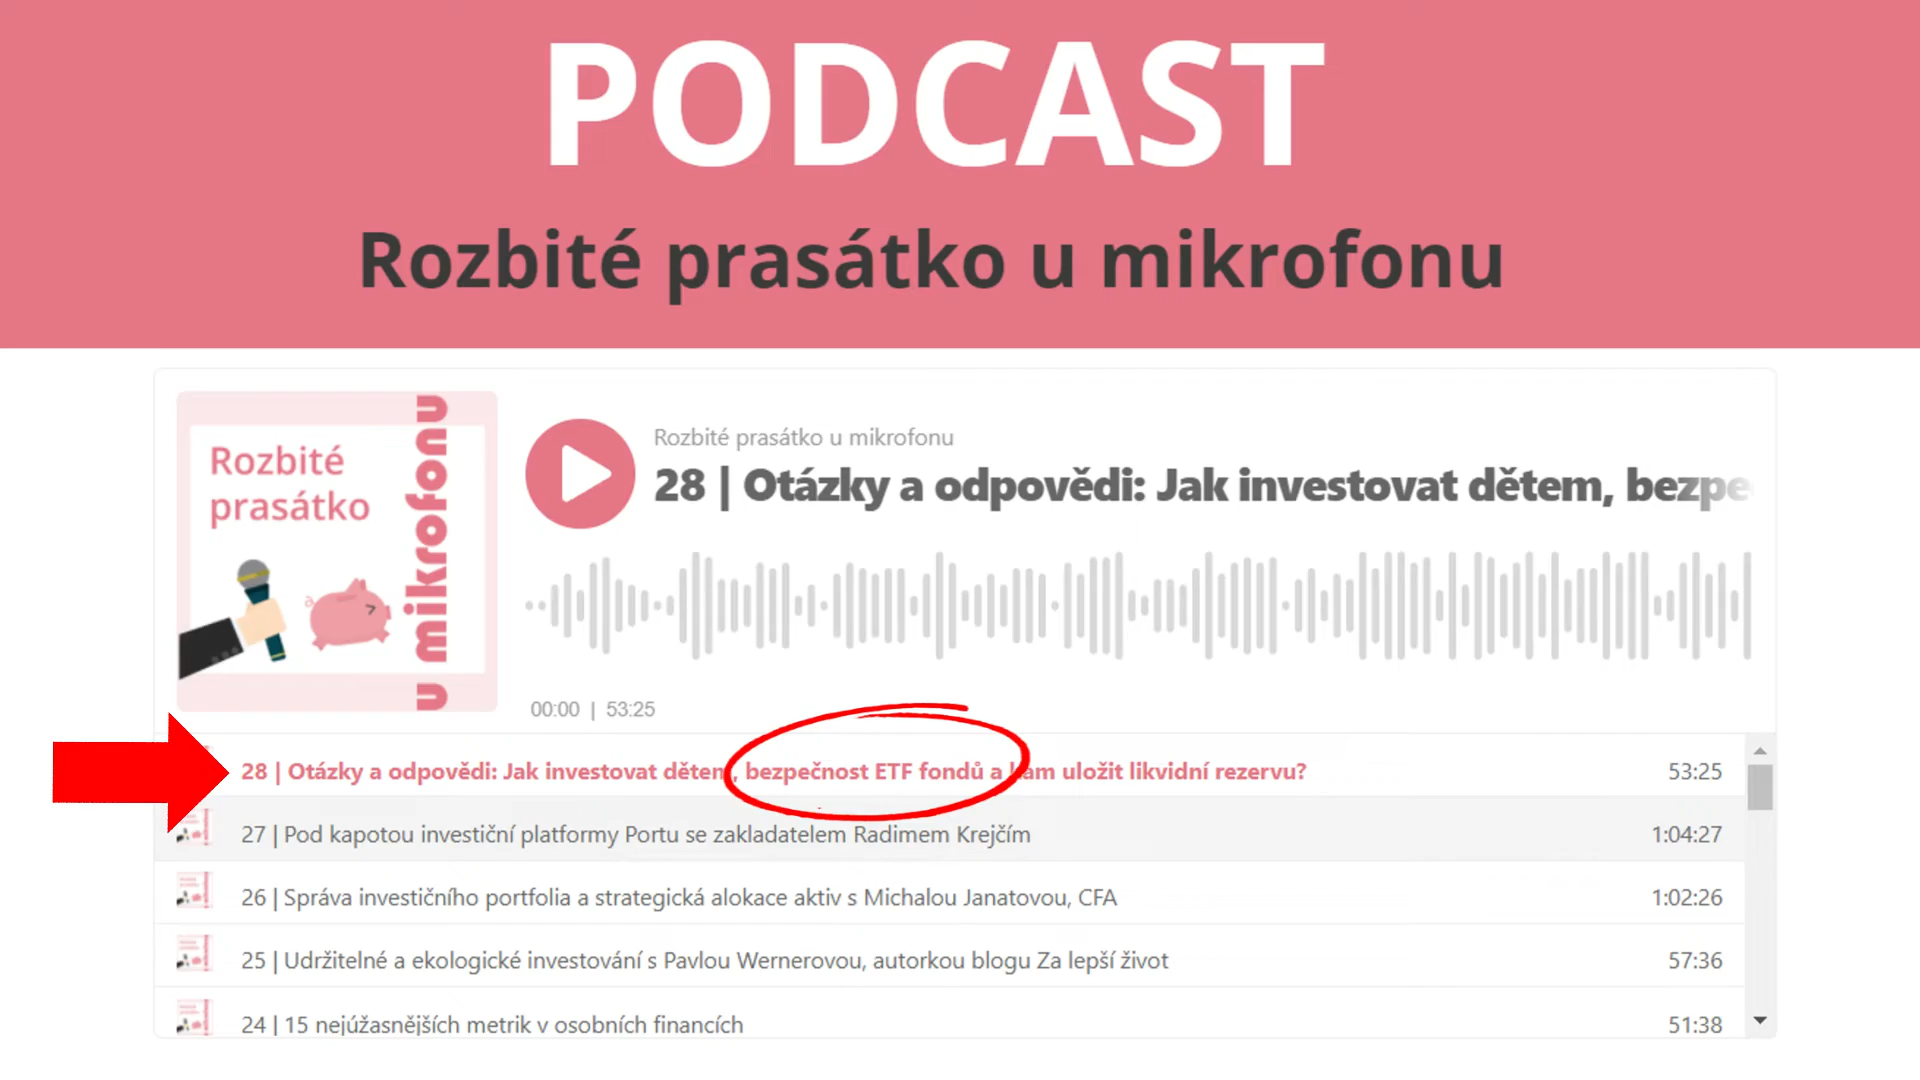 PODCAST
Rozbité prasátko u mikrofonu
Rozbité
prasátko
u mikrofonu
u
Rozbité prasátko u mikrofonu
28 | Otázky a odpovědi: Jak investovat dětem, bezpe
00:00 | 53:25
28 | Otázky a odpovědi: Jak investovat dětem, bezpečnost ETF fondů a kam uložit likvidní rezervu? 53:25
27 | Pod kapotou investiční platformy Portu se zakladatelem Radimem Krejčím 1:04:27
26 | Správa investičního portfolia a strategická alokace aktiv s Michalou Janatovou, CFA 1:02:26
25 | Udržitelné a ekologické investování s Pavlou Wernerovou, autorkou blogu Za lepší život 57:36
24 | 15 nejúžasnějších metrik v osobních financích 51:38